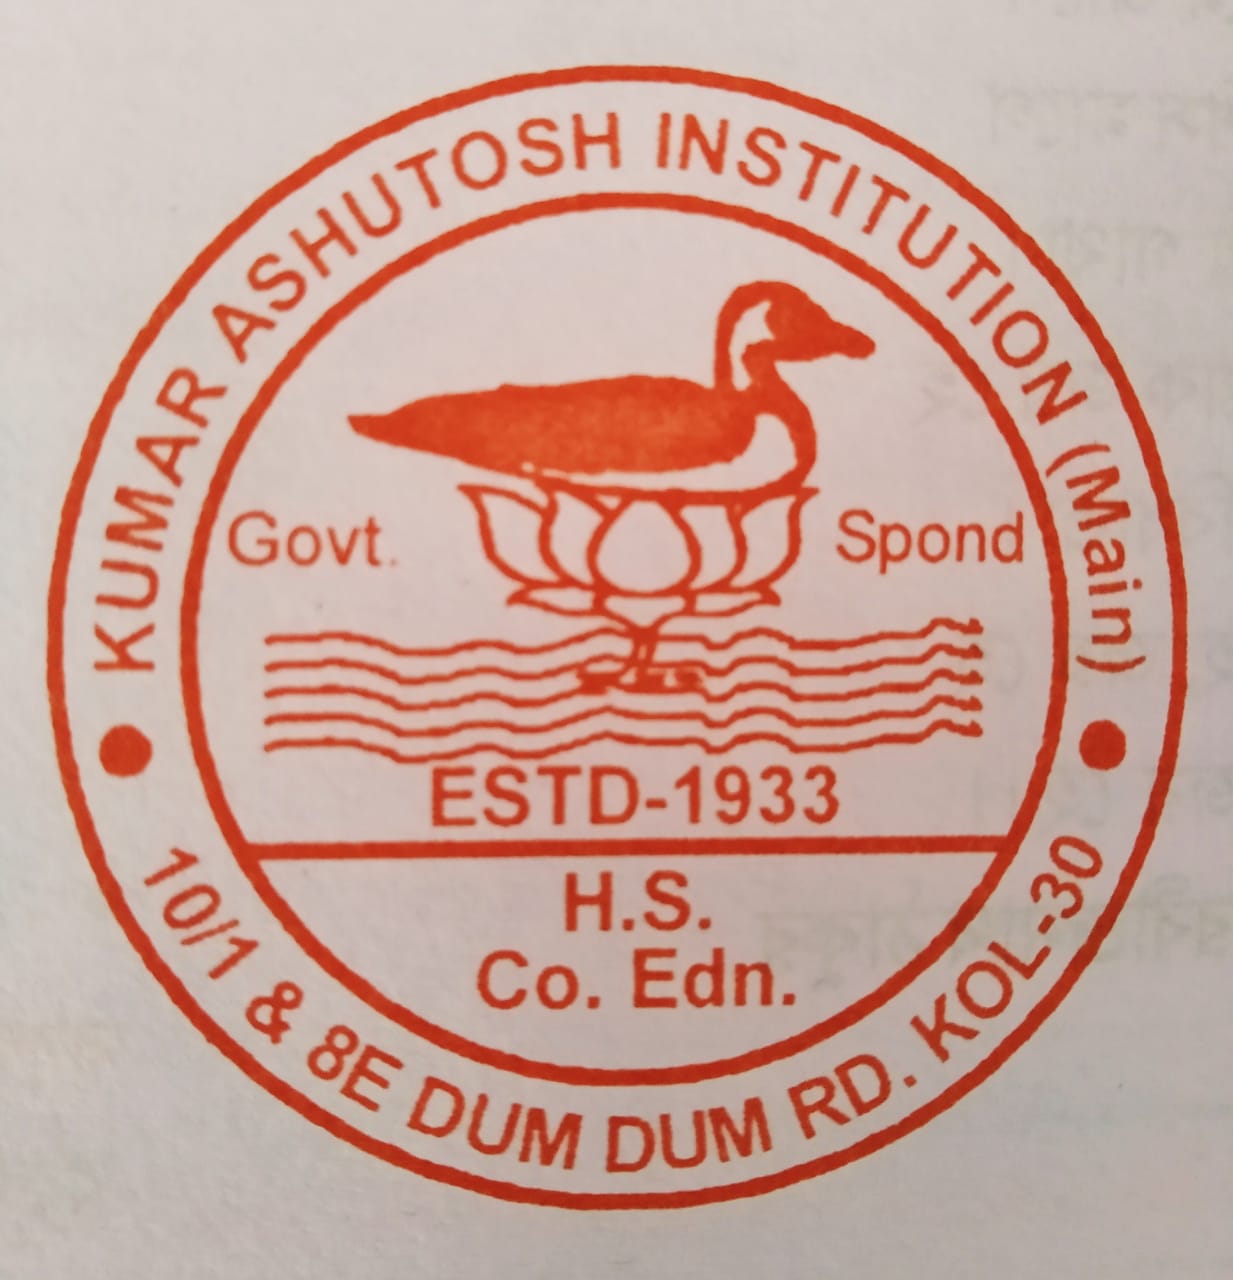 KUMAR ASHUTOSH INSTITUTION (Main)
Govt. Spond
ESTD-1933
H.S.
Co. Edn.
10/1 & 8E DUM DUM RD. KOL-30